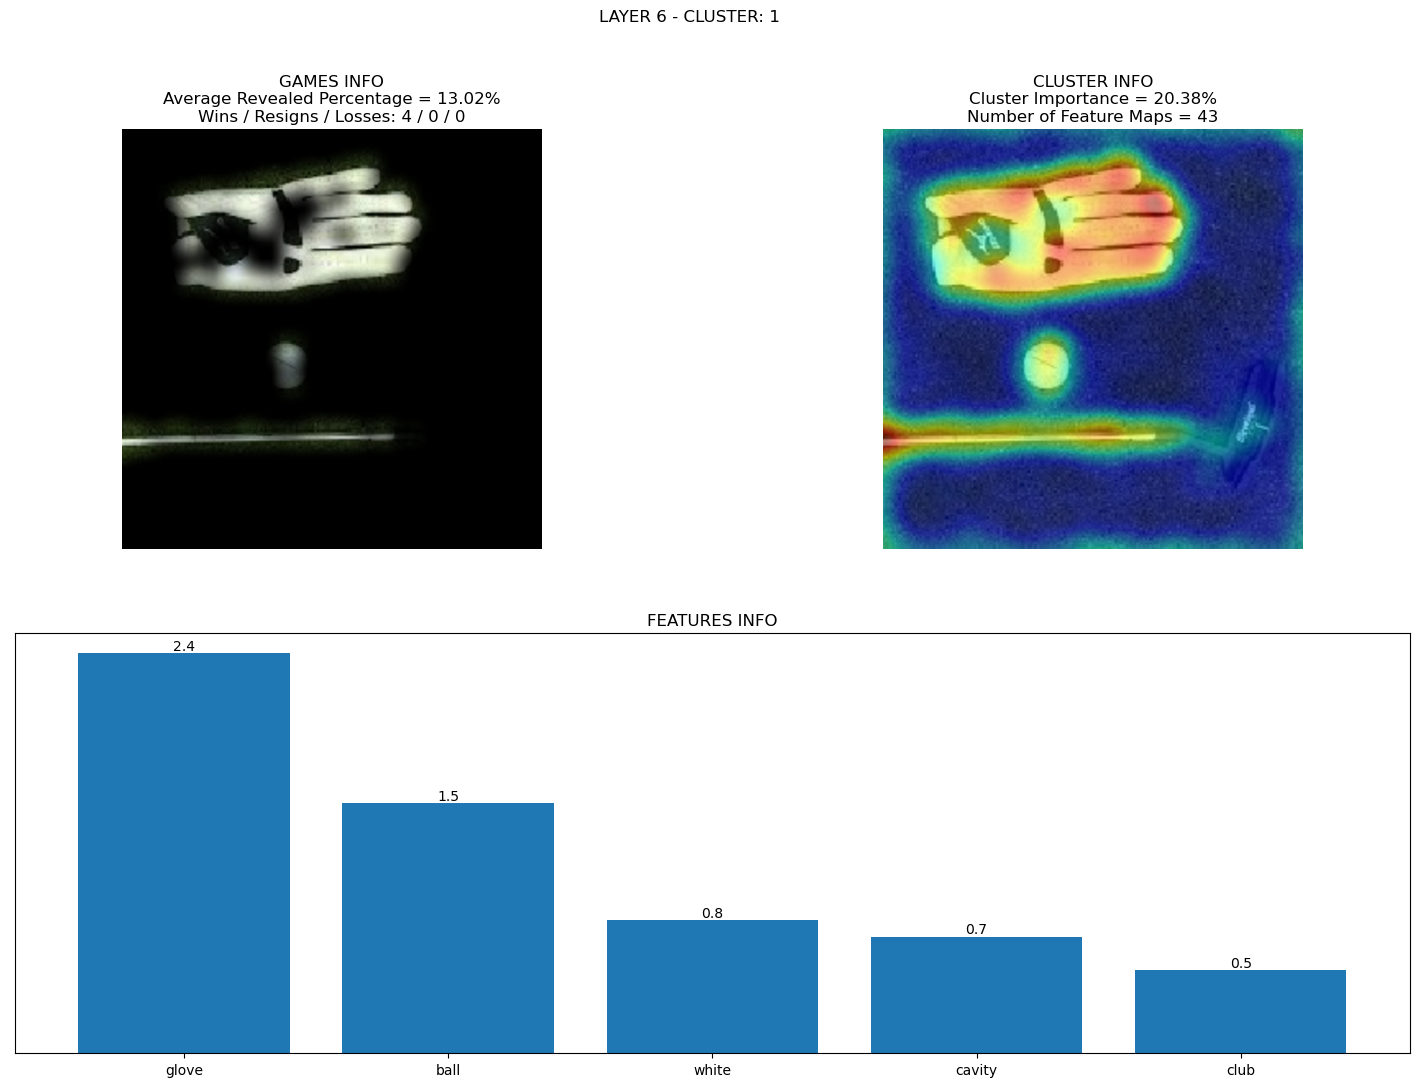 LAYER 6 - CLUSTER: 1
GAMES INFO
Average Revealed Percentage = 13.02%
Wins / Resigns / Losses: 4 / 0 / 0
CLUSTER INFO
Cluster Importance = 20.38%
Number of Feature Maps = 43
FEATURES INFO
2.4
1.5
0.8
0.7
0.5
glove
ball
white
cavity
club